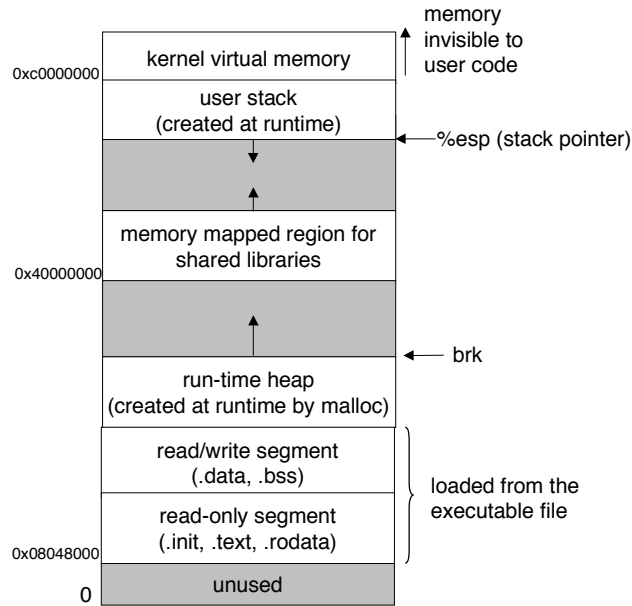 memory
invisible to
user code
kernel virtual memory
0xc0000000
user stack
(created at runtime)
%esp (stack pointer)
memory mapped region for
shared libraries
0x40000000
brk
run-time heap
(created at runtime by malloc)
read/write segment
(.data, .bss)
loaded from the
executable file
read-only segment
(.init, .text, .rodata)
0x08048000
unused
0